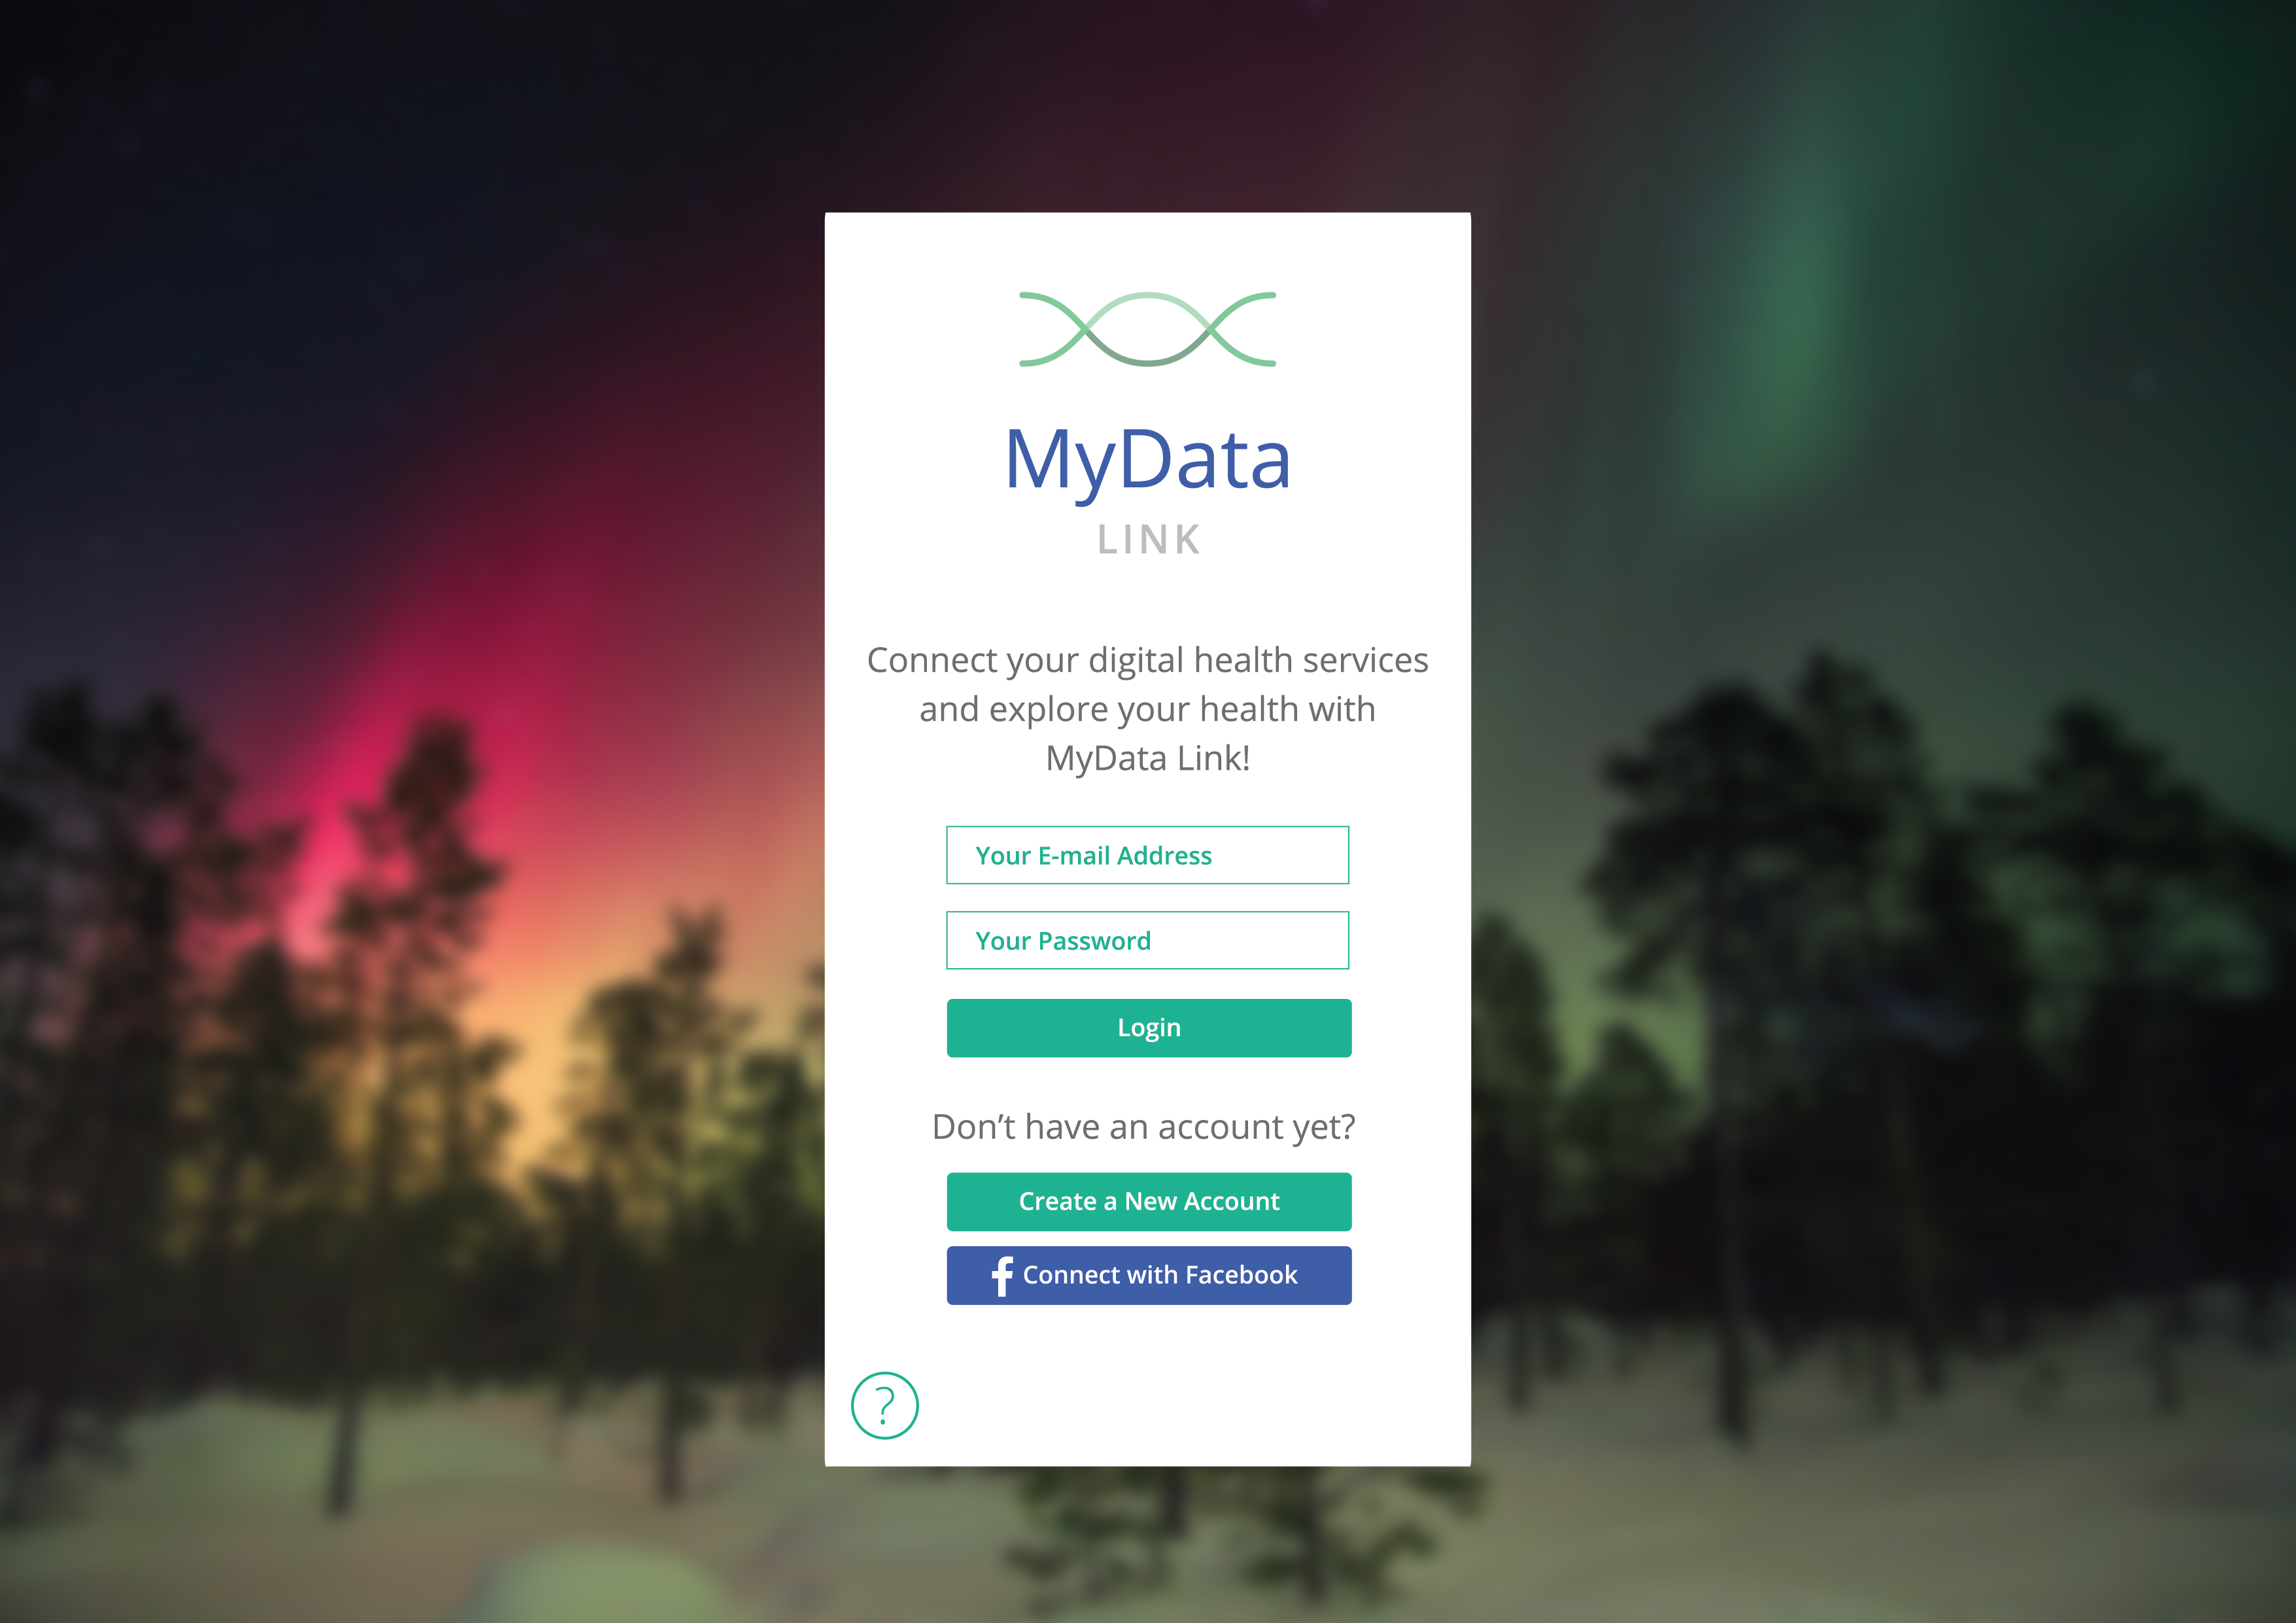 MyData
LINK
Connect your digital health services
and explore your health with
MyData Link!
Your E-mail Address
Your Password
Login
Don’t have an account yet?
Create a New Account
f Connect with Facebook
?